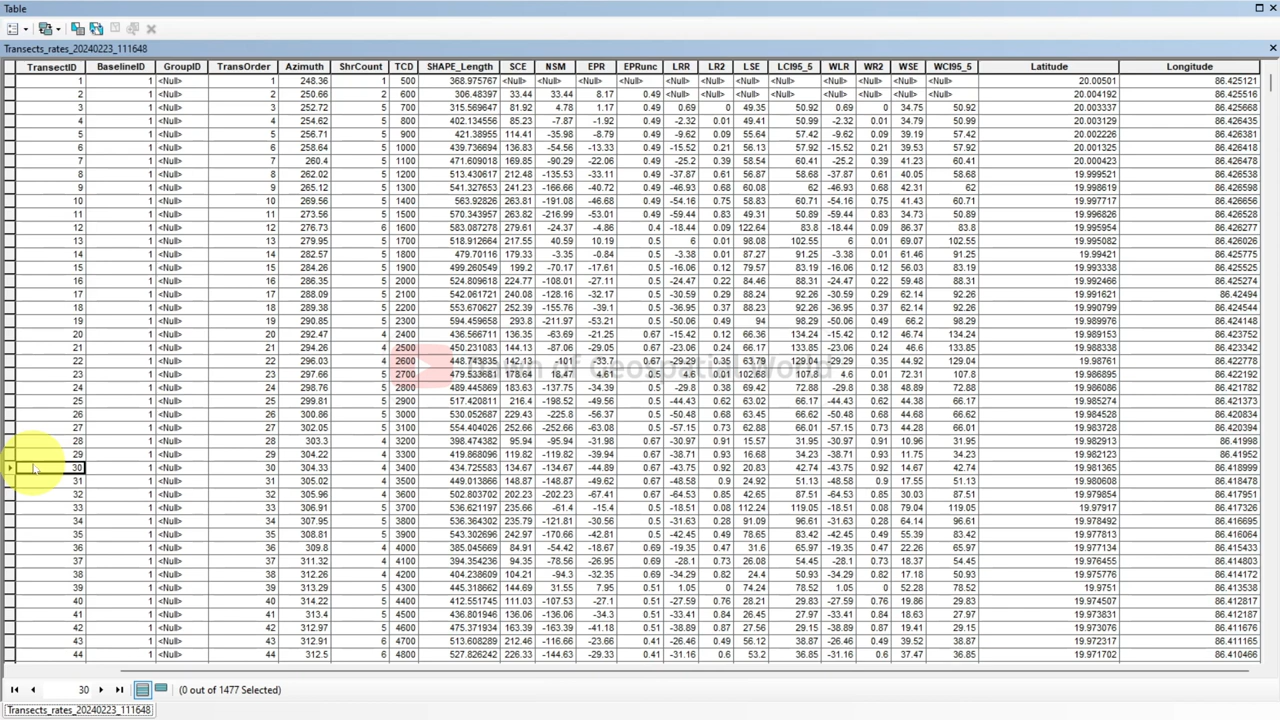 Table
Transects_rates_20240223_111648
TransectID BaselineID GroupID TransOrder Azimuth ShrCount TCD SHAPE_Length SCE NSM EPR EPRunc LRR LR2 LSE LCI95_5 WLR WR2 WSE WCI95_5 Latitude Longitude
1 1 <Null> 1 248.36 1 500 368.975767 <Null> <Null> <Null> <Null> <Null> <Null> <Null> <Null> <Null> <Null> <Null> <Null> 20.00501 86.425121
2 1 <Null> 2 250.66 2 600 306.48397 33.44 33.44 8.17 0.49 <Null> <Null> <Null> <Null> <Null> <Null> <Null> <Null> 20.004192 86.425516
3 1 <Null> 3 252.72 5 700 315.569647 81.92 4.78 1.17 0.49 0.69 0 49.35 50.92 0.69 0 34.75 50.92 20.003337 86.425668
4 1 <Null> 4 254.62 5 800 402.134556 85.23 -7.87 -1.92 0.49 -2.32 0.01 49.41 50.99 -2.32 0.01 34.8 50.99 20.003129 86.425426
5 1 <Null> 5 256.71 5 900 421.38955 114.41 -35.98 -8.79 0.49 -9.62 0.09 55.64 57.42 -9.62 0.09 39.19 57.42 20.002226 86.426381
6 1 <Null> 6 258.64 5 1000 439.736694 136.83 -54.56 -13.33 0.49 -15.52 0.21 56.13 57.92 -15.52 0.21 39.53 57.92 20.001325 86.426418
7 1 <Null> 7 260.4 5 1100 471.609018 169.85 -90.29 -22.06 0.49 -25.2 0.39 58.54 60.41 -25.2 0.39 41.23 60.41 20.000423 86.426478
8 1 <Null> 8 262.02 5 1200 513.430617 212.48 -135.53 -33.11 0.49 -37.87 0.61 56.87 58.68 -37.87 0.61 40.05 58.68 19.999521 86.426538
9 1 <Null> 9 265.12 5 1300 541.327653 241.23 -166.66 -40.72 0.49 -46.93 0.68 60.08 62 -46.93 0.68 42.31 62 19.998619 86.426598
10 1 <Null> 10 269.56 5 1400 563.92826 263.82 -191.08 -46.68 0.49 -54.16 0.75 58.83 60.71 -54.16 0.75 41.43 60.71 19.997717 86.426656
11 1 <Null> 11 273.56 5 1500 570.343957 263.82 -216.99 -53.01 0.49 -59.44 0.83 49.31 50.89 -59.44 0.83 34.73 50.89 19.996826 86.426528
12 1 <Null> 12 276.73 6 1600 583.087278 279.61 -24.37 -4.86 0.4 -18.44 0.09 122.64 83.8 -18.44 0.09 86.37 83.8 19.995954 86.426277
13 1 <Null> 13 279.95 5 1700 518.912664 217.55 40.59 10.19 0.5 6 0.01 98.08 102.55 6 0.01 69.07 102.55 19.995082 86.426026
14 1 <Null> 14 282.57 5 1800 479.70116 179.33 -3.35 -0.84 0.5 -3.38 0.01 87.27 91.25 -3.38 0.01 61.46 91.25 19.99421 86.425775
15 1 <Null> 15 284.26 5 1900 499.260549 199.2 -70.17 -17.61 0.5 -16.06 0.12 79.57 83.19 -16.06 0.12 56.03 83.19 19.993338 86.425525
16 1 <Null> 16 286.35 5 2000 524.809618 224.77 -108.01 -27.11 0.5 -24.47 0.22 84.46 88.31 -24.47 0.22 59.48 88.31 19.992466 86.425274
17 1 <Null> 17 288.09 5 2100 542.061721 240.08 -128.16 -32.17 0.5 -30.59 0.29 88.24 92.26 -30.59 0.29 62.14 92.26 19.991621 86.42494
18 1 <Null> 18 289.38 5 2200 553.670627 252.39 -155.76 -39.1 0.5 -36.95 0.37 88.23 92.26 -36.95 0.37 62.14 92.26 19.990799 86.424544
19 1 <Null> 19 290.85 5 2300 594.459658 293.8 -211.97 -53.21 0.5 -50.06 0.49 94 98.29 -50.06 0.49 66.2 98.29 19.989976 86.424148
20 1 <Null> 20 292.47 4 2400 436.566711 136.35 -63.69 -21.25 0.67 -15.42 0.12 66.36 134.24 -15.42 0.12 46.74 134.24 19.989153 86.423752
21 1 <Null> 21 294.26 4 2500 450.231083 144.13 -87.06 -29.05 0.67 -23.06 0.24 66.17 133.85 -23.06 0.24 46.6 133.85 19.988338 86.423345
22 1 <Null> 22 296.03 4 2600 448.743835 142.13 -101 -33.7 0.67 -29.29 0.35 63.79 129.04 -29.29 0.35 44.92 129.04 19.98761 86.422778
23 1 <Null> 23 297.66 5 2700 479.533681 178.64 18.47 4.61 0.5 4.6 0.01 102.68 107.8 4.6 0.01 72.31 107.8 19.986895 86.422192
24 1 <Null> 24 298.76 5 2800 489.445869 183.63 -137.75 -34.39 0.5 -29.8 0.38 69.42 72.88 -29.8 0.38 48.89 72.88 19.986086 86.421782
25 1 <Null> 25 299.81 5 2900 517.420811 216.4 -198.52 -49.56 0.5 -44.43 0.62 63.02 66.17 -44.43 0.62 44.38 66.17 19.985274 86.421381
26 1 <Null> 26 300.86 5 3000 530.052687 229.43 -225.8 -56.37 0.5 -50.48 0.68 63.45 66.62 -50.48 0.68 44.69 66.62 19.984528 86.420834
27 1 <Null> 27 302.05 5 3100 554.404526 252.66 -252.66 -63.08 0.5 -57.15 0.73 62.88 66.01 -57.15 0.73 44.28 66.01 19.983728 86.420394
28 1 <Null> 28 303.3 4 3200 398.474382 95.94 -95.94 -31.98 0.67 -30.97 0.91 15.57 31.5 -30.97 0.91 10.97 31.5 19.982913 86.41998
29 1 <Null> 29 304.22 4 3300 419.868096 119.82 -119.82 -39.94 0.67 -38.71 0.93 16.68 34.23 -38.71 0.93 11.75 34.23 19.982123 86.41952
30 1 <Null> 30 304.33 4 3400 434.725585 134.67 -134.67 -44.89 0.67 -43.75 0.92 20.83 42.74 -43.75 0.92 14.67 42.74 19.981365 86.418999
31 1 <Null> 31 305.02 4 3500 449.013866 148.87 -148.87 -49.62 0.67 -48.58 0.9 24.92 51.13 -48.58 0.9 17.55 51.13 19.980608 86.418478
32 1 <Null> 32 305.96 4 3600 502.803702 202.23 -202.23 -67.41 0.67 -64.53 0.85 42.65 87.51 -64.53 0.85 30.03 87.51 19.979854 86.417951
33 1 <Null> 33 306.91 5 3700 536.621197 235.66 -61.4 -15.4 0.5 -18.51 0.08 112.24 119.05 -18.51 0.08 79.04 119.05 19.97917 86.417326
34 1 <Null> 34 307.95 5 3800 536.364302 235.79 -121.81 -30.56 0.5 -31.63 0.28 91.09 96.61 -31.63 0.28 64.14 96.61 19.978492 86.416695
35 1 <Null> 35 308.81 5 3900 543.302696 242.97 -170.66 -42.81 0.5 -42.45 0.49 78.65 83.42 -42.45 0.49 55.39 83.42 19.977813 86.416064
36 1 <Null> 36 309.8 4 4000 385.045669 84.91 -54.42 -18.67 0.69 -19.35 0.47 31.6 65.97 -19.35 0.47 22.26 65.97 19.977134 86.415433
37 1 <Null> 37 311.32 4 4100 394.354236 95.41 -78.56 -26.95 0.69 -28.1 0.73 26.08 54.45 -28.1 0.73 18.37 54.45 19.976455 86.414803
38 1 <Null> 38 312.26 4 4200 404.238609 104.21 -94.3 -32.35 0.69 -34.29 0.82 24.4 50.93 -34.29 0.82 17.18 50.93 19.975776 86.414172
39 1 <Null> 39 313.29 5 4300 445.318662 144.69 31.55 7.95 0.51 1.05 0 74.24 78.52 1.05 0 52.28 78.52 19.9751 86.413538
40 1 <Null> 40 314.22 5 4400 412.551745 111.03 -107.53 -27.1 0.51 -27.59 0.76 28.21 29.83 -27.59 0.76 19.86 29.83 19.974507 86.412817
41 1 <Null> 41 313.4 5 4500 436.801946 136.06 -136.06 -34.3 0.51 -33.41 0.84 26.45 27.97 -33.41 0.84 18.63 27.97 19.973831 86.412187
42 1 <Null> 42 312.97 5 4600 475.371315 163.39 -163.39 -41.18 0.51 -38.89 0.87 27.56 29.15 -38.89 0.87 19.41 29.15 19.973071 86.411676
43 1 <Null> 43 312.91 6 4700 513.608289 212.46 -116.66 -23.66 0.41 -26.46 0.49 56.12 38.87 -26.46 0.49 39.52 38.87 19.972317 86.411165
44 1 <Null> 44 312.5 6 4800 527.826242 226.33 -144.63 -29.33 0.41 -31.16 0.6 53.2 36.85 -31.16 0.6 37.47 36.85 19.971702 86.410466
of Geospatial World
30 (0 out of 1477 Selected)
Transects_rates_20240223_111648